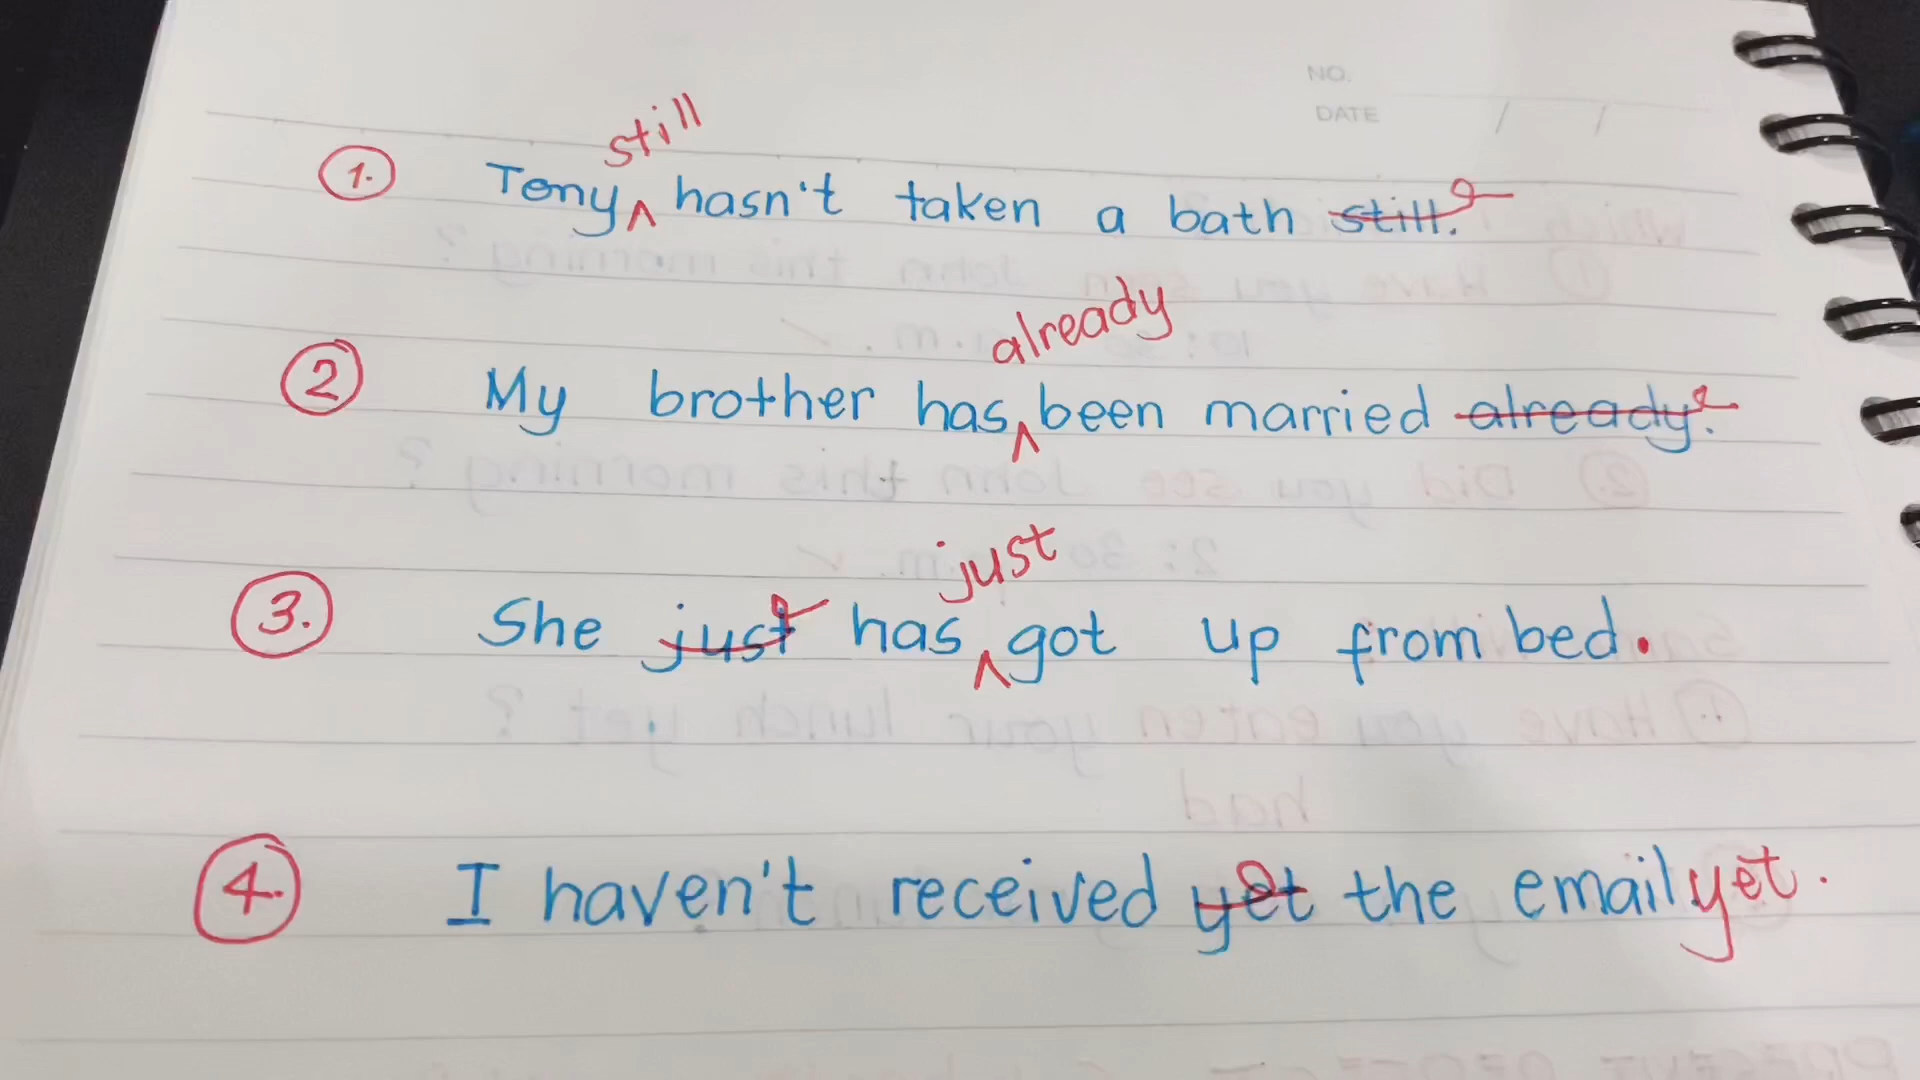 NO.
DATE / /
still
1. Tony ^ hasn't taken a bath still.
already
2 My brother has ^ been married already.
just
3. She just has ^ got up from bed.
4. I haven't received yet the email yet.